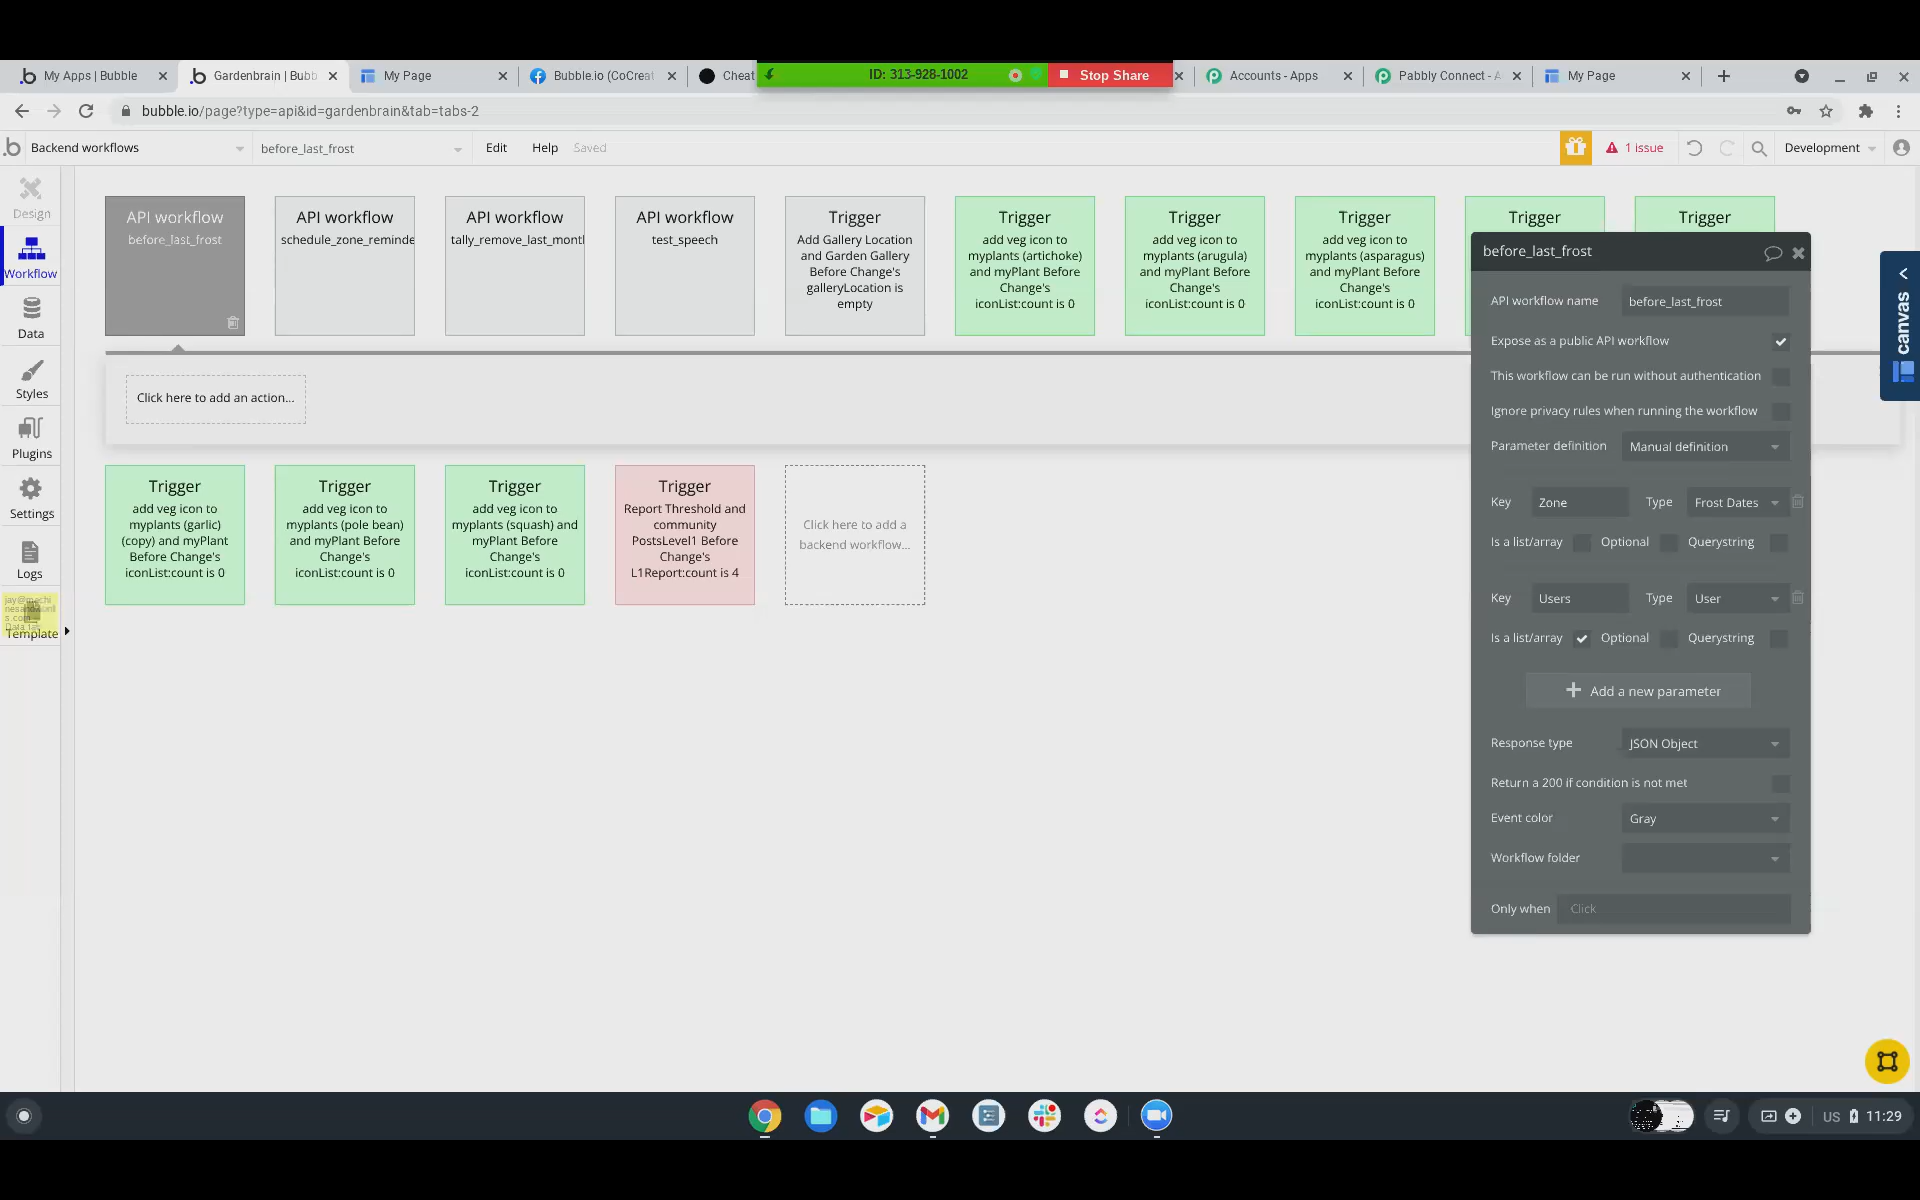 My Apps | Bubble
Gardenbrain | Bubb
My Page
Bubble.io (CoCreat
Cheat
ID: 313-928-1002
Stop Share
Accounts - Apps
Pabbly Connect - A
My Page
bubble.io/page?type=api&id=gardenbrain&tab=tabs-2
Backend workflows
before_last_frost
Edit
Help
Saved
1 issue
Development
Design
Workflow
Data
Styles
Plugins
Settings
Logs
Template
API workflow
before_last_frost
API workflow
schedule_zone_reminde
API workflow
tally_remove_last_mont
API workflow
test_speech
Trigger
Add Gallery Location
and Garden Gallery
Before Change's
galleryLocation is
empty
Trigger
add veg icon to
myplants (artichoke)
and myPlant Before
Change's
iconList:count is 0
Trigger
add veg icon to
myplants (arugula)
and myPlant Before
Change's
iconList:count is 0
Trigger
add veg icon to
myplants (asparagus)
and myPlant Before
Change's
iconList:count is 0
Trigger
Trigger
Click here to add an action...
Trigger
add veg icon to
myplants (garlic)
(copy) and myPlant
Before Change's
iconList:count is 0
Trigger
add veg icon to
myplants (pole bean)
and myPlant Before
Change's
iconList:count is 0
Trigger
add veg icon to
myplants (squash) and
myPlant Before
Change's
iconList:count is 0
Trigger
Report Threshold and
community
PostsLevel1 Before
Change's
L1Report:count is 4
Click here to add a
backend workflow...
before_last_frost
API workflow name before_last_frost
Expose as a public API workflow
This workflow can be run without authentication
Ignore privacy rules when running the workflow
Parameter definition Manual definition
Key Zone Type Frost Dates
Is a list/array Optional Querystring
Key Users Type User
Is a list/array Optional Querystring
Add a new parameter
Response type JSON Object
Return a 200 if condition is not met
Event color Gray
Workflow folder
Only when Click
canvas
US 11:29